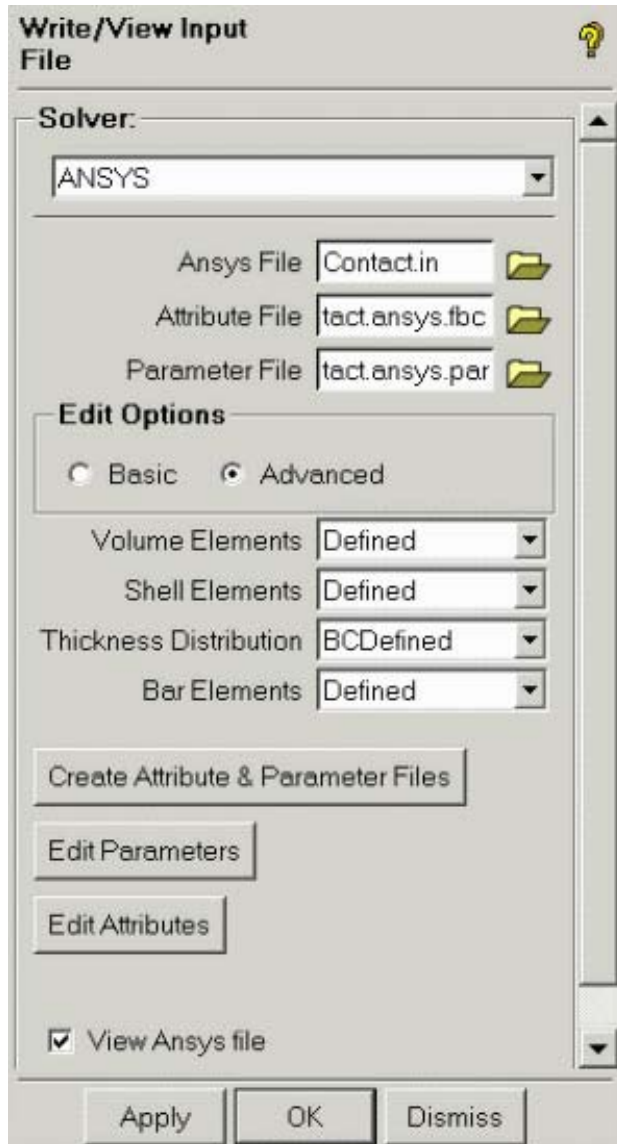 Write/View Input
File
Solver:
ANSYS
Ansys File Contact.in
Attribute File tact.ansys.fbc
Parameter File tact.ansys.par
Edit Options
Basic Advanced
Volume Elements Defined
Shell Elements Defined
Thickness Distribution BCDefined
Bar Elements Defined
Create Attribute & Parameter Files
Edit Parameters
Edit Attributes
View Ansys file
Apply OK Dismiss